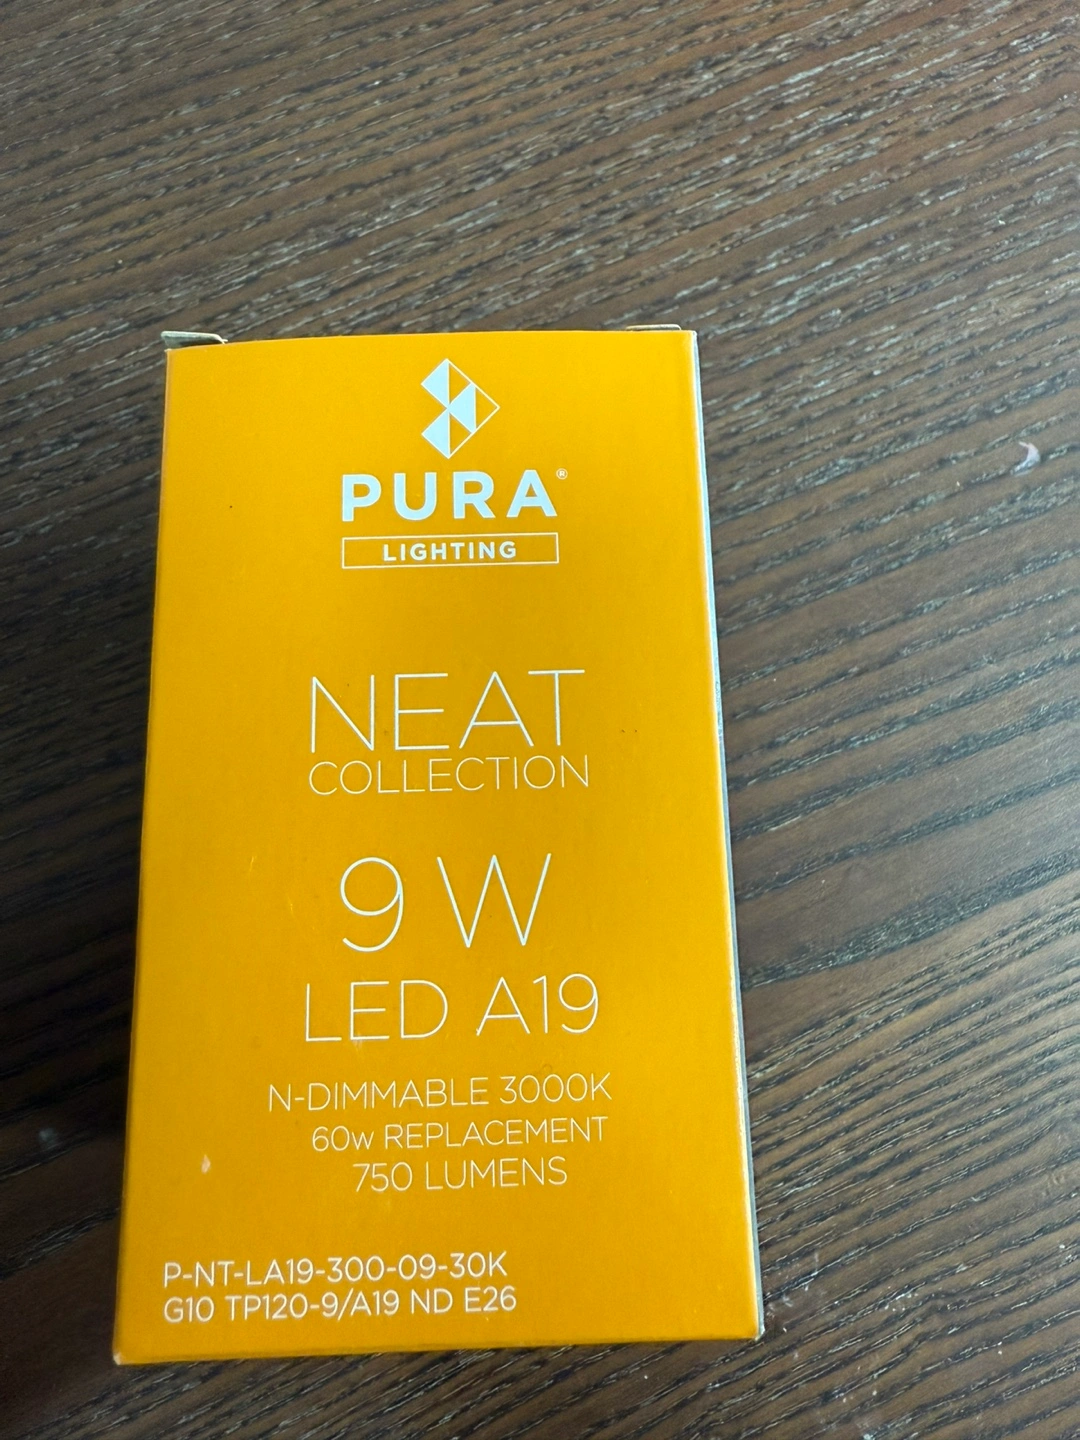 PURA®
LIGHTING
NEAT
COLLECTION
9 W
LED A19
N-DIMMABLE 3000K
60w REPLACEMENT
750 LUMENS
P-NT-LA19-300-09-30K
G10 TP120-9/A19 ND E26